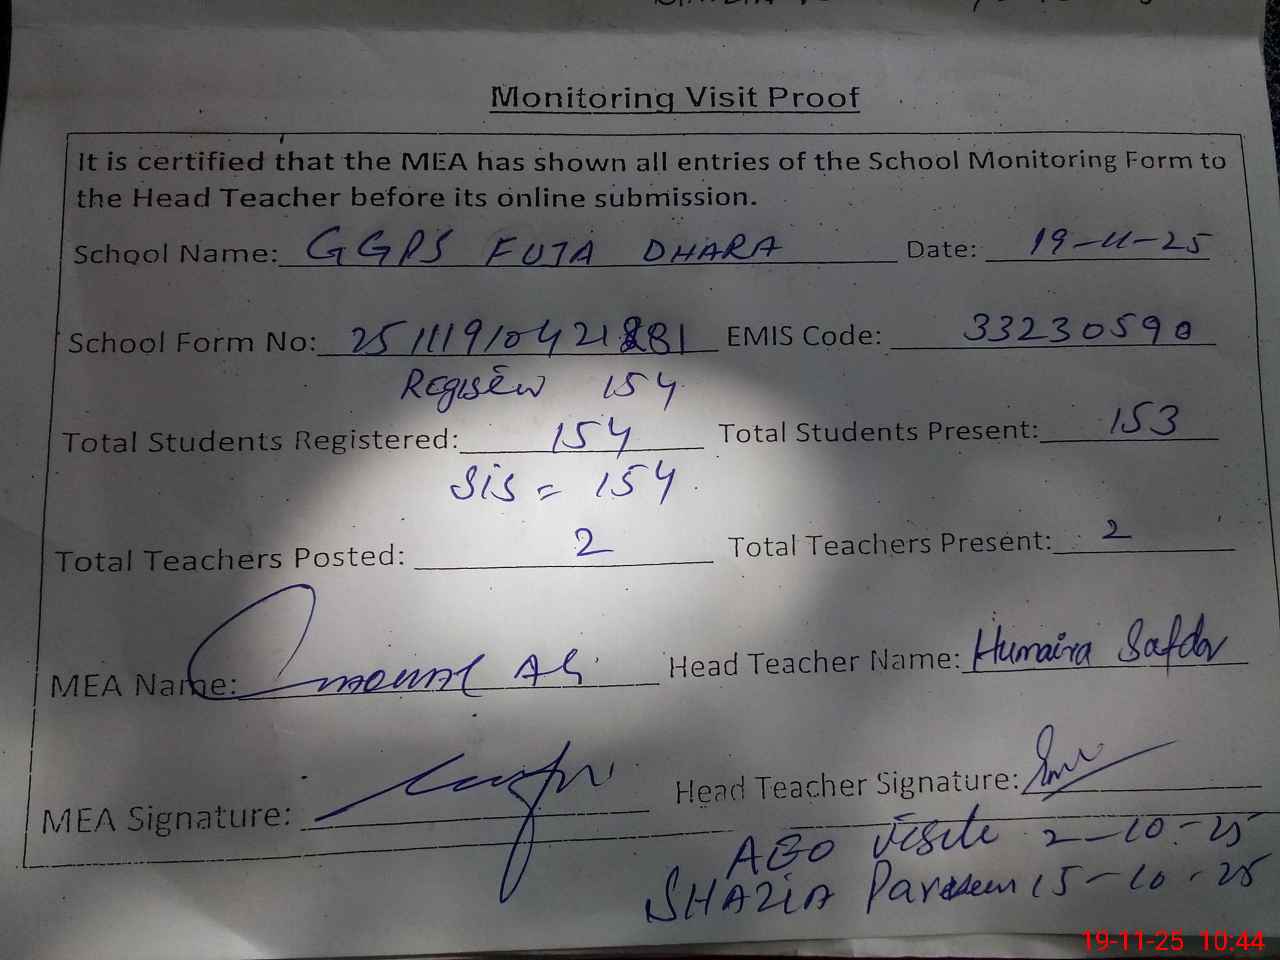 Monitoring Visit Proof
It is certified that the MEA has shown all entries of the School Monitoring Form to
the Head Teacher before its online submission.
School Name: GGPS FUJA DHARA Date: 19-11-25
School Form No: 25111910421881 EMIS Code: 33230590
Register 154
Total Students Registered: 154 Total Students Present: 153
SIS = 154
Total Teachers Posted: 2 Total Teachers Present: 2
MEA Name: Ali Head Teacher Name: Humaira Safdar
MEA Signature: Head Teacher Signature:
AEO Visite 2-10-25
SHAZIA Parveen 15-10-25
19-11-25 10:44